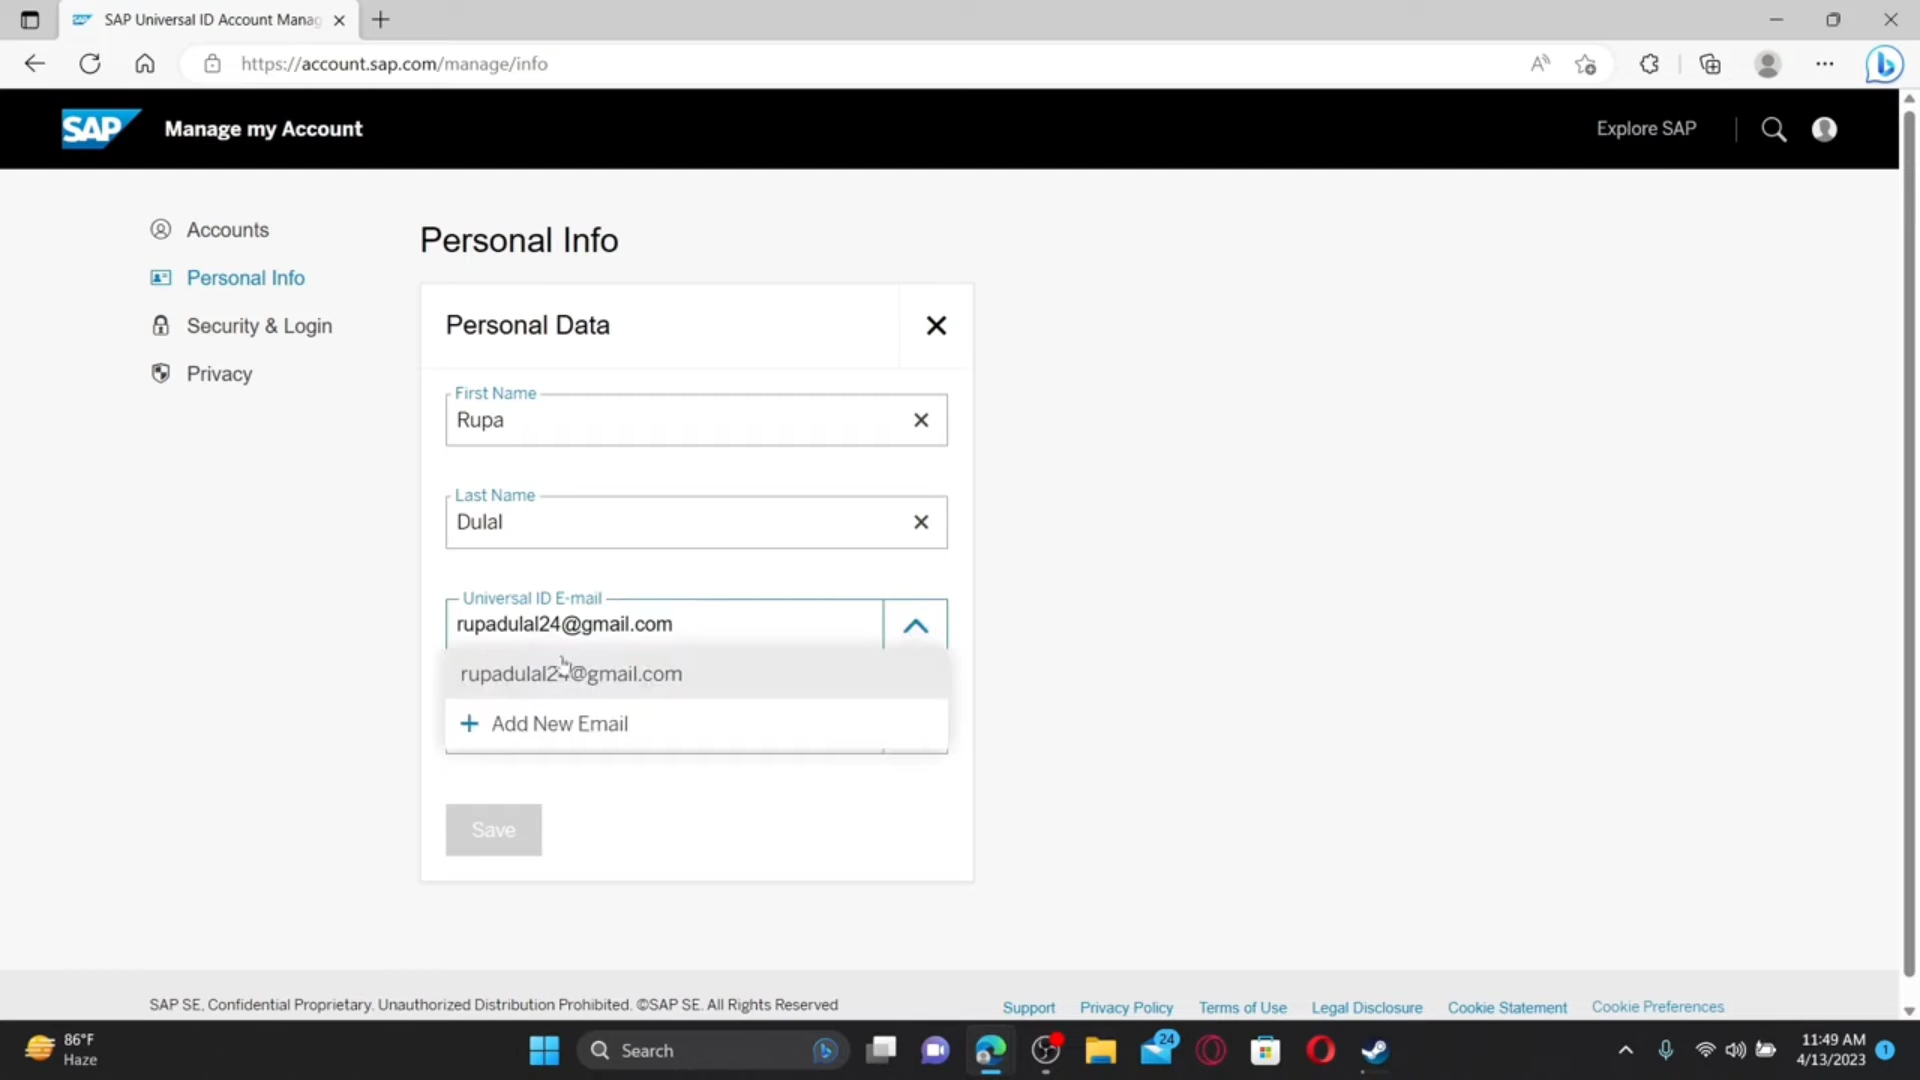 SAP Universal ID Account Manag
https://account.sap.com/manage/info
SAP
Manage my Account
Explore SAP
Accounts
Personal Info
Security & Login
Privacy
Personal Info
Personal Data
First Name
Rupa
Last Name
Dulal
Universal ID E-mail
rupadulal24@gmail.com
rupadulal24@gmail.com
+ Add New Email
Save
SAP SE, Confidential Proprietary. Unauthorized Distribution Prohibited. ©SAP SE. All Rights Reserved
Support
Privacy Policy
Terms of Use
Legal Disclosure
Cookie Statement
Cookie Preferences
86°F
Haze
Search
24
11:49 AM
4/13/2023
1